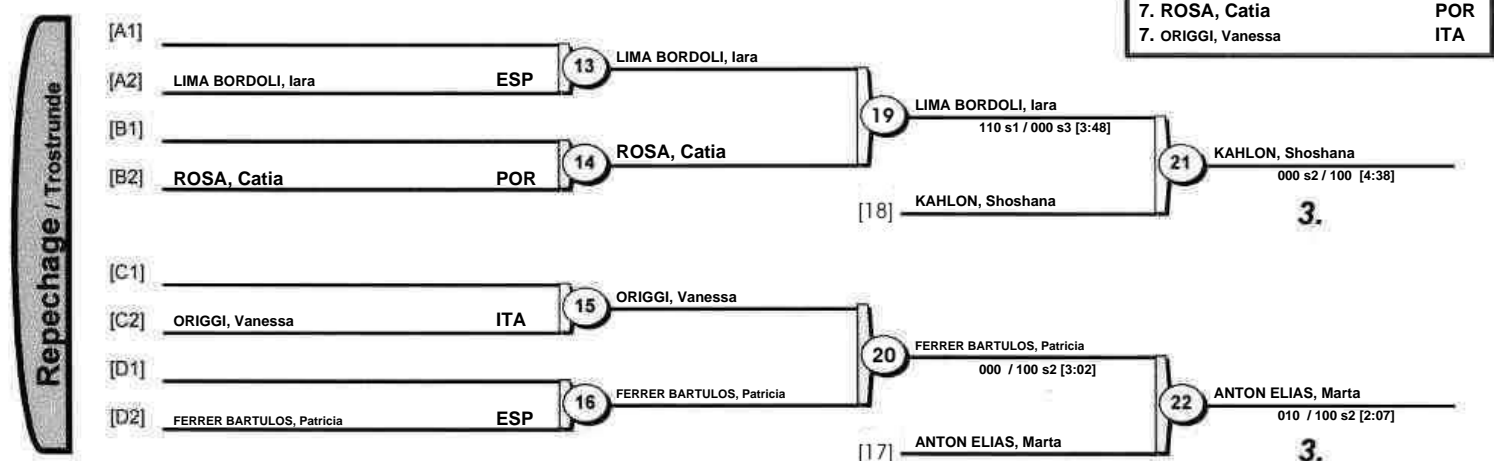 7. ROSA, Catia POR
7. ORIGGI, Vanessa ITA
Repechage / Trostrunde
[A1]
[A2] LIMA BORDOLI, Iara ESP
13 LIMA BORDOLI, Iara
[B1]
[B2] ROSA, Catia POR
14 ROSA, Catia
19 LIMA BORDOLI, Iara
110 s1 / 000 s3 [3:48]
[18] KAHLON, Shoshana
21 KAHLON, Shoshana
000 s2 / 100 [4:38]
3.
[C1]
[C2] ORIGGI, Vanessa ITA
15 ORIGGI, Vanessa
[D1]
[D2] FERRER BARTULOS, Patricia ESP
16 FERRER BARTULOS, Patricia
20 FERRER BARTULOS, Patricia
000 / 100 s2 [3:02]
[17] ANTON ELIAS, Marta
22 ANTON ELIAS, Marta
010 / 100 s2 [2:07]
3.